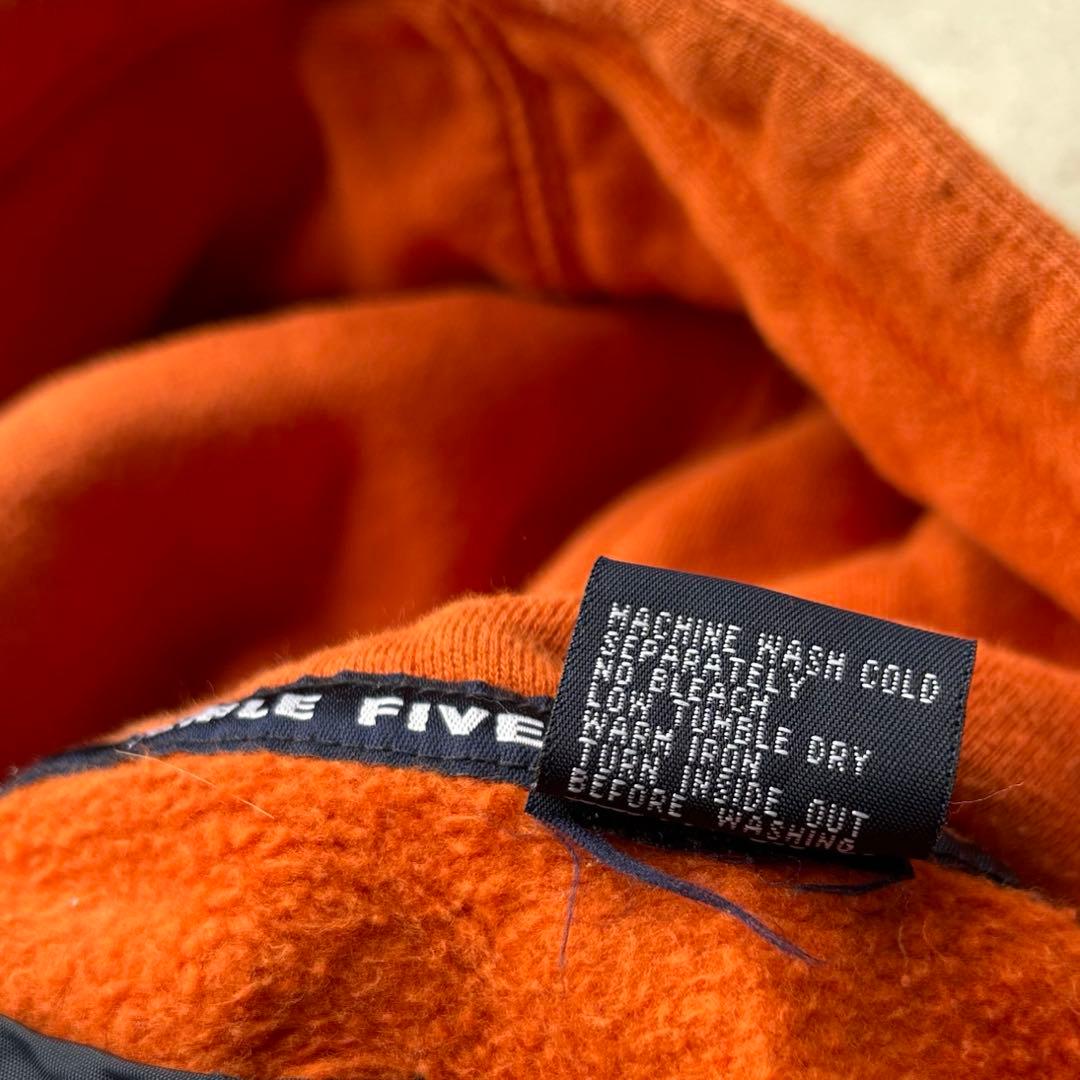 FIVE
MACHINE WASH COLD
SEPARATELY
NO BLEACH
LOW TUMBLE DRY
WARM IRON
TURN INSIDE OUT
BEFORE WASHING